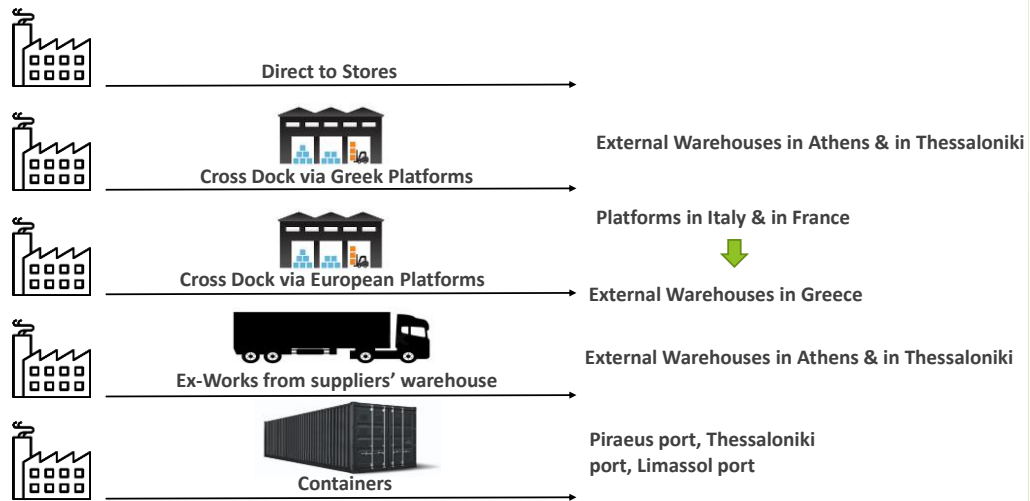 Direct to Stores
External Warehouses in Athens & in Thessaloniki
Cross Dock via Greek Platforms
Platforms in Italy & in France
Cross Dock via European Platforms
External Warehouses in Greece
External Warehouses in Athens & in Thessaloniki
Ex-Works from suppliers’ warehouse
Piraeus port, Thessaloniki
port, Limassol port
Containers